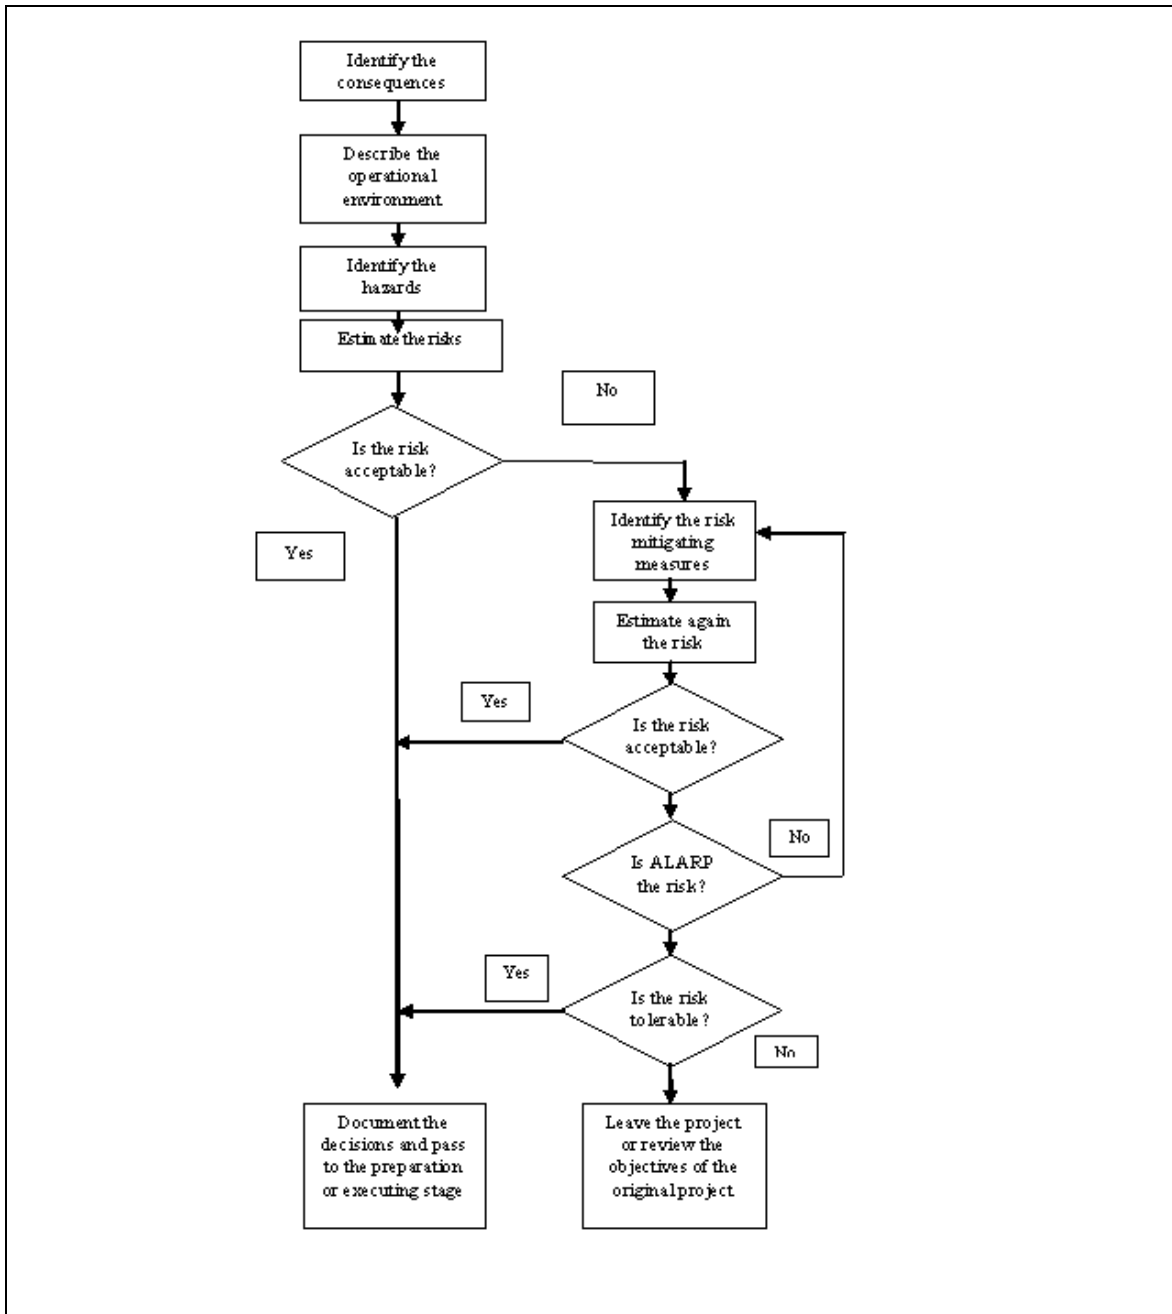 Identify the
consequences
Describe the
operational
environment
Identify the
hazards
Estimate the risks
No
Is the risk
acceptable?
Identify the risk
mitigating
measures
Yes
Estimate again
the risk
Yes
Is the risk
acceptable?
No
Is ALARP
the risk?
Yes
Is the risk
tolerable?
No
Document the
decisions and pass
to the preparation
or executing stage
Leave the project
or review the
objectives of the
original project